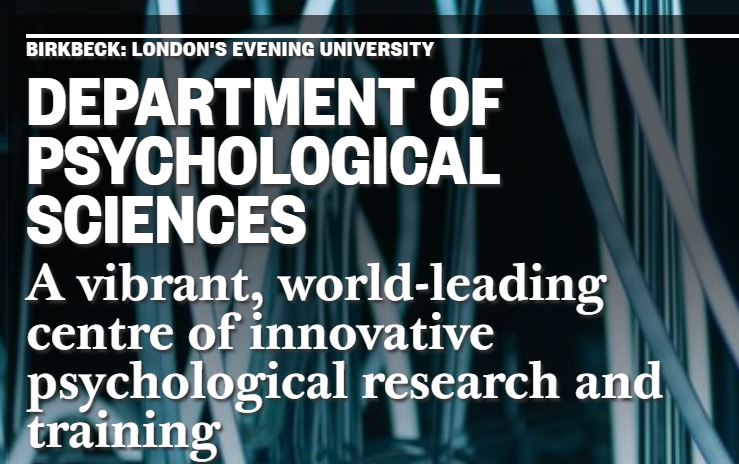 BIRKBECK: LONDON'S EVENING UNIVERSITY
DEPARTMENT OF
PSYCHOLOGICAL
SCIENCES
A vibrant, world-leading
centre of innovative
psychological research and
training